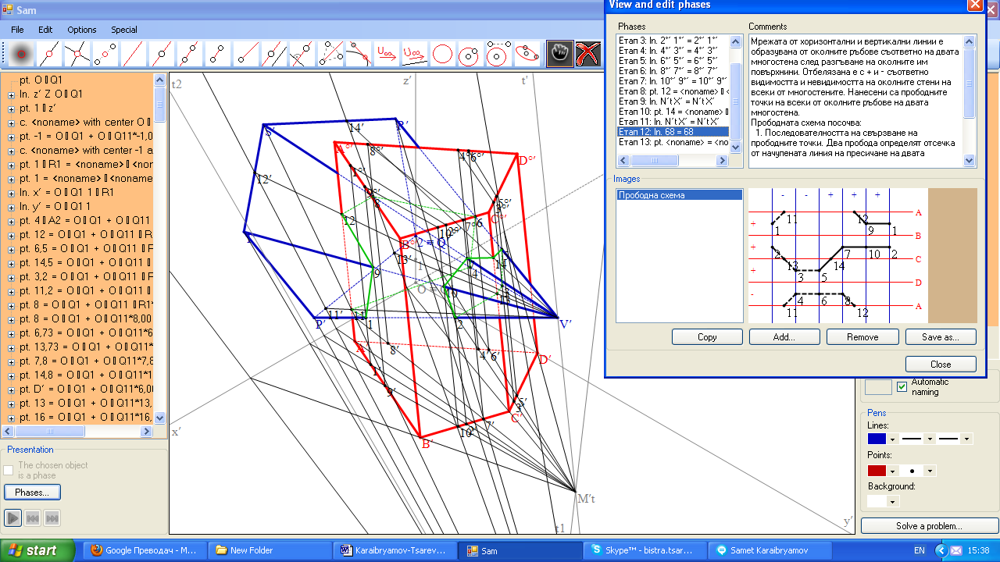 Sam
File Edit Options Special
pt. O Q1
ln. z′ Z O Q1
pt. 1 z′
c. <noname> with center O
pt. -1 = O Q1 + O Q11*-1,0
c. <noname> with center -1 a
pt. 1 R1 = <noname> <non
pt. 1 = <noname> <noname
ln. x′ = O Q1 1 R1
ln. y′ = O Q1 1
pt. 4 A2 = O Q1 + O Q11
pt. 12 = O Q1 + O Q11 R
pt. 6,5 = O Q1 + O Q11 F
pt. 14,5 = O Q1 + O Q11
pt. 3,2 = O Q1 + O Q11 F
pt. 11,2 = O Q1 + O Q11
pt. 8 = O Q1 + O Q11 R1*
pt. 8 = O Q1 + O Q11*8,00
pt. 6,73 = O Q1 + O Q11*6
pt. 13,73 = O Q1 + O Q11*
pt. 7,8 = O Q1 + O Q11*7,8
pt. 14,8 = O Q1 + O Q11*1
pt. D′ = O Q1 + O Q11*6,00
pt. 13 = O Q1 + O Q11*13,
pt. 16 = O Q1 + O Q11*16,
Presentation
The chosen object
is a phase
Phases...
t2
z′
t′
S′
14′
R′
A°′
8°′
4°′
6°′
D°′
12′
1°′
9°′
8
5°′
C°′
12
7°′
6
10°′
2°′
B°′
2 ≡ Q
13′
1
14
4
9
O ≡
10
P′
11′
11
1
2
V′
A′
8′
4′
6′
D′
1′
9′
5′
3′
C′
7′
2′
10′
B′
x′
M′t
t1
y′
View and edit phases
Phases
Етап 3: ln. 2°′ 1°′ = 2°′ 1°′
Етап 4: ln. 4°′ 3°′ = 4°′ 3°′
Етап 5: ln. 6°′ 5°′ = 6°′ 5°′
Етап 6: ln. 8°′ 7°′ = 8°′ 7°′
Етап 7: ln. 10°′ 9°′ = 10°′ 9°′
Етап 8: pt. 12 = <noname> <
Етап 9: ln. N′t X′ = N′t X′
Етап 10: pt. 14 = <noname>
Етап 11: ln. N′t X′ = N′t X′
Етап 12: ln. 68 = 68
Етап 13: pt. <noname> = <no
Comments
Мрежата от хоризонтални и вертикални линии е
образувана от околните ръбове съответно на двата
многостена след разгъване на околните им
повърхнини. Отбелязана е с + и - съответно
видимостта и невидимостта на околните стени на
всеки от многостените. Нанесени са прободните
точки на всеки от околните ръбове на двата
многостена.
Прободната схема посочва:
1. Последователността на свързване на
прободните точки. Два пробода определят отсечка
от начупената линия на пресичане на двата
Images
Прободна схема
- - + + +
11 12 A
+ 1 9 1
B
+ 2 13 7 10 2
14 C
+ 3 5
D
- 4 6 8
11 12 A
Copy
Add...
Remove
Save as...
Close
Automatic
naming
Pens
Lines:
Points:
Background:
Solve a problem...
start
Google Преводач - M...
New Folder
Karaibryamov-Tsarev...
Sam
Skype™ - bistra.tsar...
Samet Karaibryamov
EN
15:38